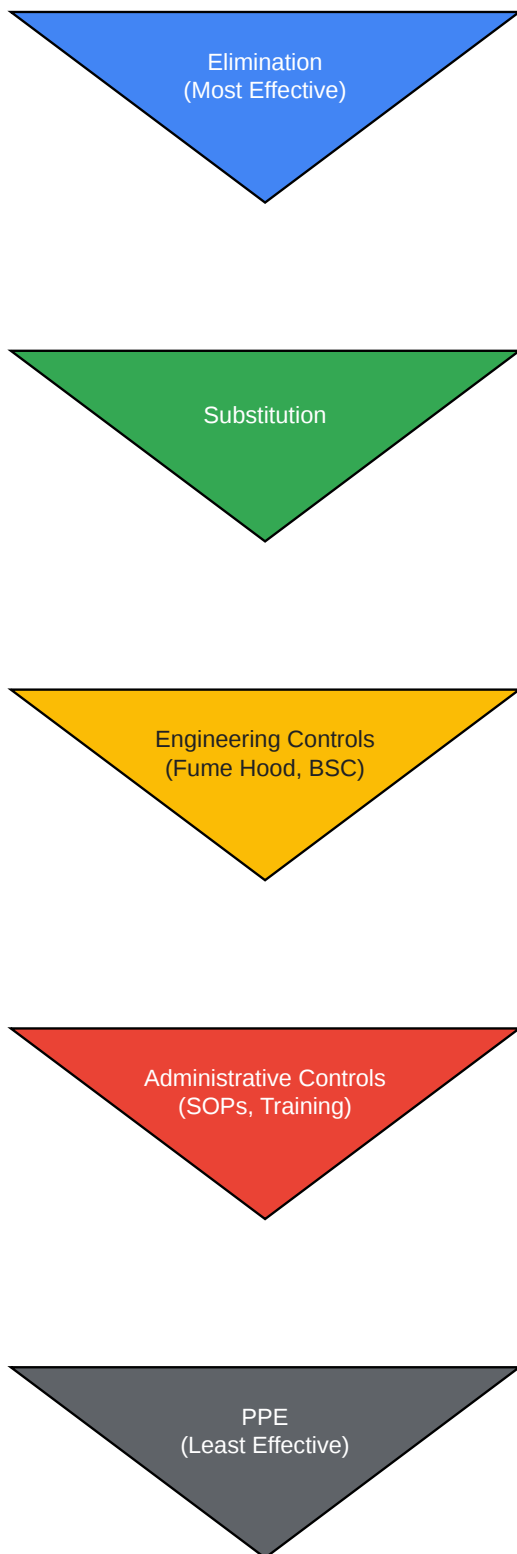 Elimination
(Most Effective)
Substitution
Engineering Controls
(Fume Hood, BSC)
Administrative Controls
(SOPs, Training)
PPE
(Least Effective)